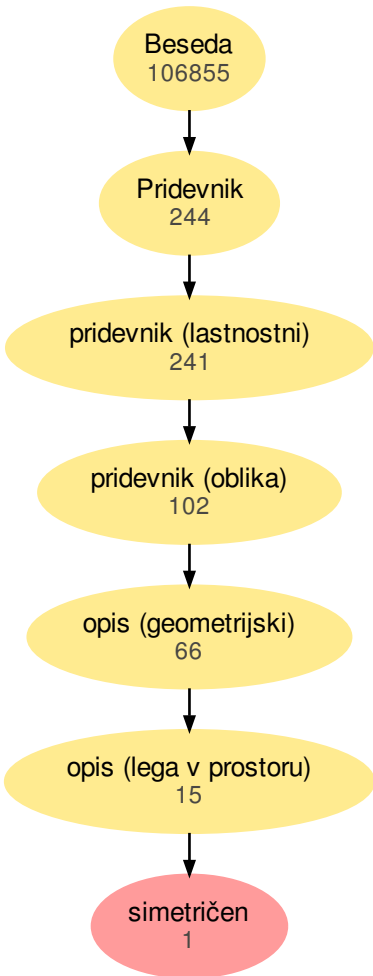 Beseda
106855
Pridevnik
244
pridevnik (lastnostni)
241
pridevnik (oblika)
102
opis (geometrijski)
66
opis (lega v prostoru)
15
simetričen
1